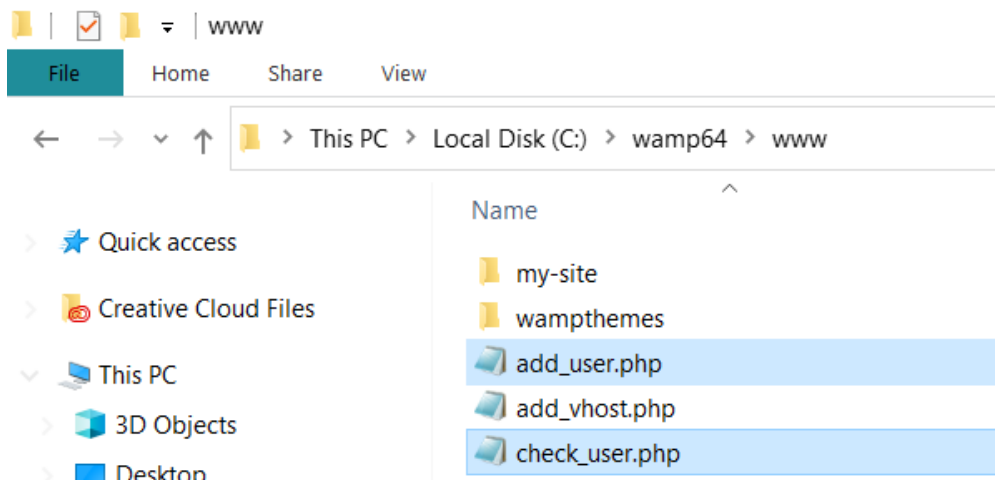 www
File Home Share View
This PC Local Disk (C:) wamp64 www
Name
Quick access
Creative Cloud Files
This PC
3D Objects
Desktop
my-site
wampthemes
add_user.php
add_vhost.php
check_user.php